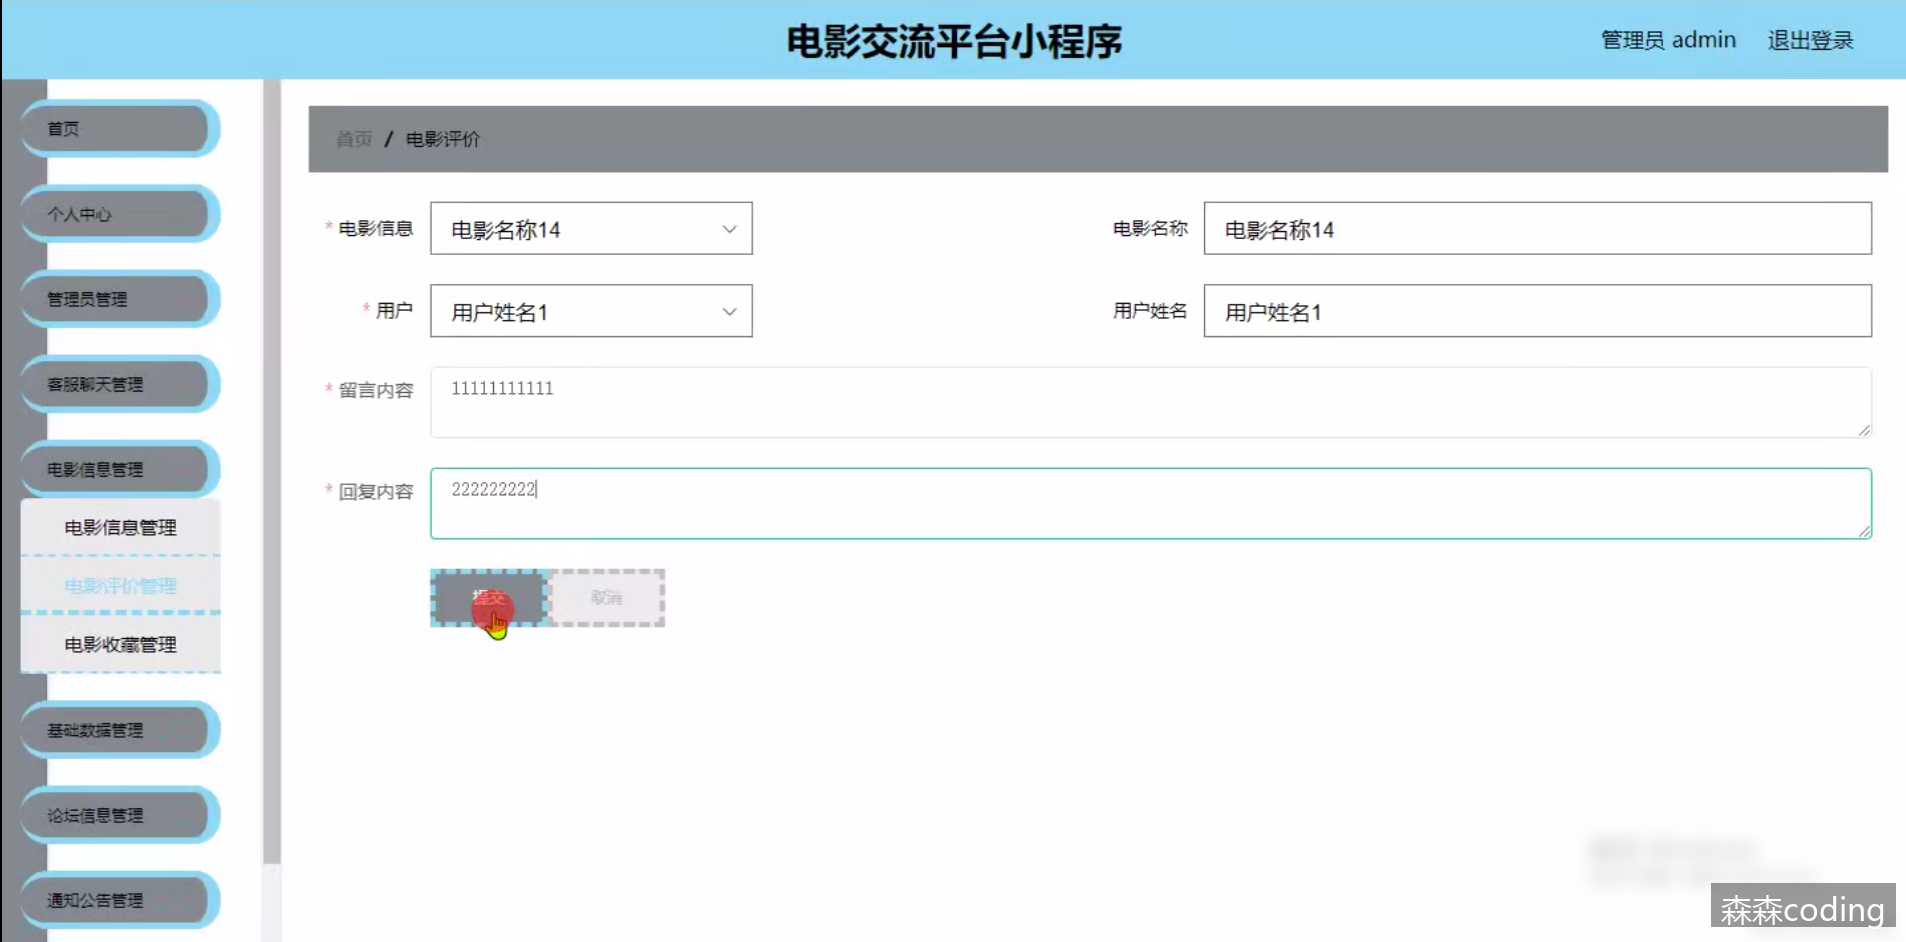 电影交流平台小程序
管理员 admin 退出登录
首页
个人中心
管理员管理
客服聊天管理
电影信息管理
电影信息管理
电影评价管理
电影收藏管理
基础数据管理
论坛信息管理
通知公告管理
首页 / 电影评价
* 电影信息 电影名称14 电影名称 电影名称14
* 用户 用户姓名1 用户姓名 用户姓名1
* 留言内容 11111111111
* 回复内容 222222222
提交 取消
森森coding